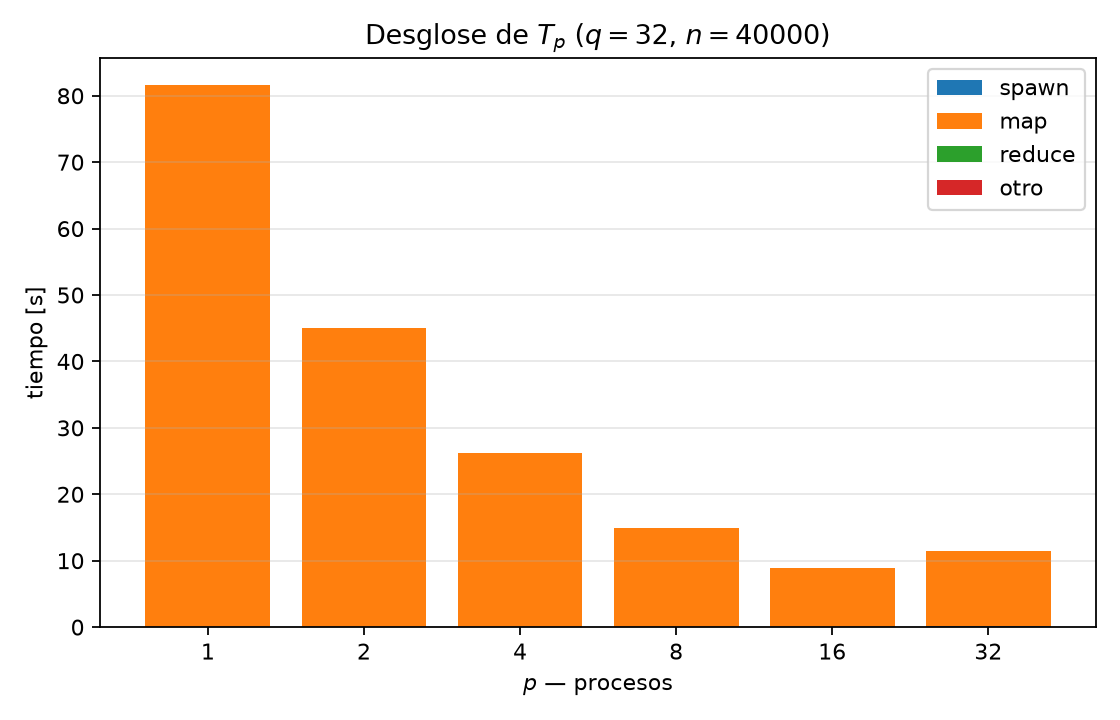 Desglose de Tₚ (q = 32, n = 40000)
spawn
map
reduce
otro
tiempo [s]
80
70
60
50
40
30
20
10
0
1 2 4 8 16 32
p — procesos